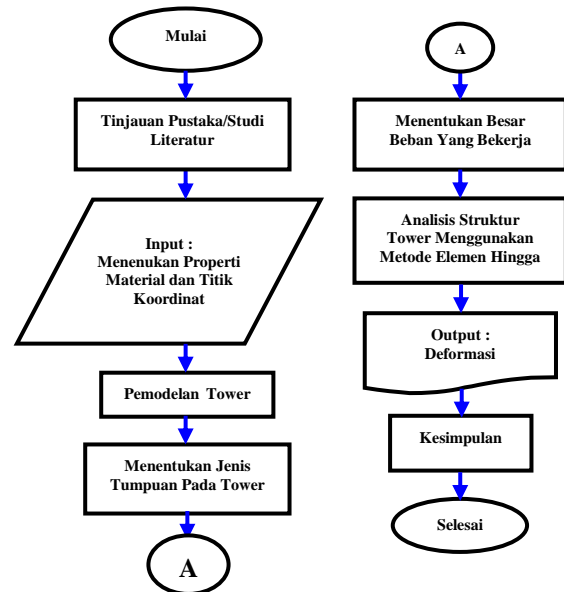 Mulai
Tinjauan Pustaka/Studi
Literatur
Input :
Menenukan Properti
Material dan Titik
Koordinat
Pemodelan Tower
Menentukan Jenis
Tumpuan Pada Tower
A
A
Menentukan Besar
Beban Yang Bekerja
Analisis Struktur
Tower Menggunakan
Metode Elemen Hingga
Output :
Deformasi
Kesimpulan
Selesai